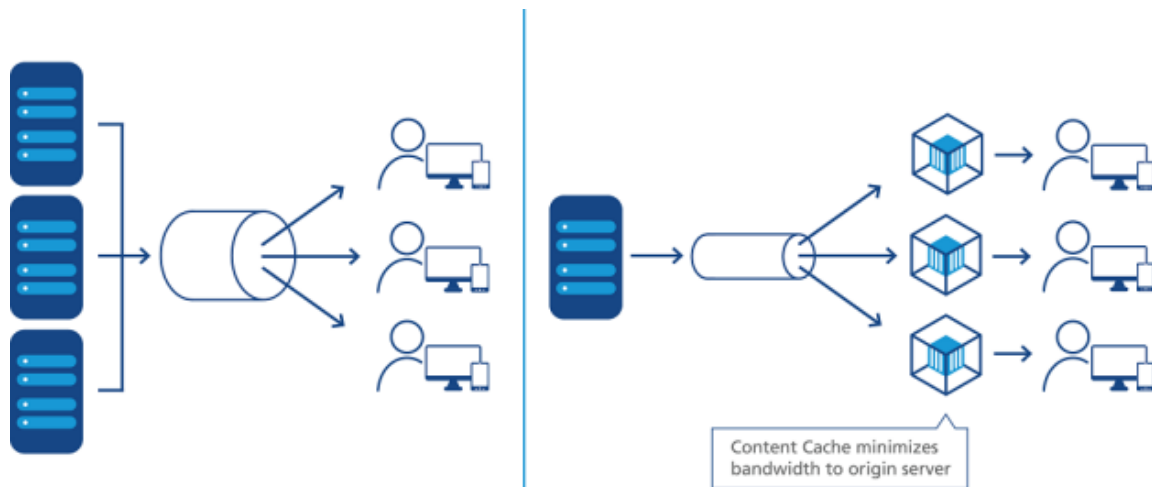 Content Cache minimizes
bandwidth to origin server